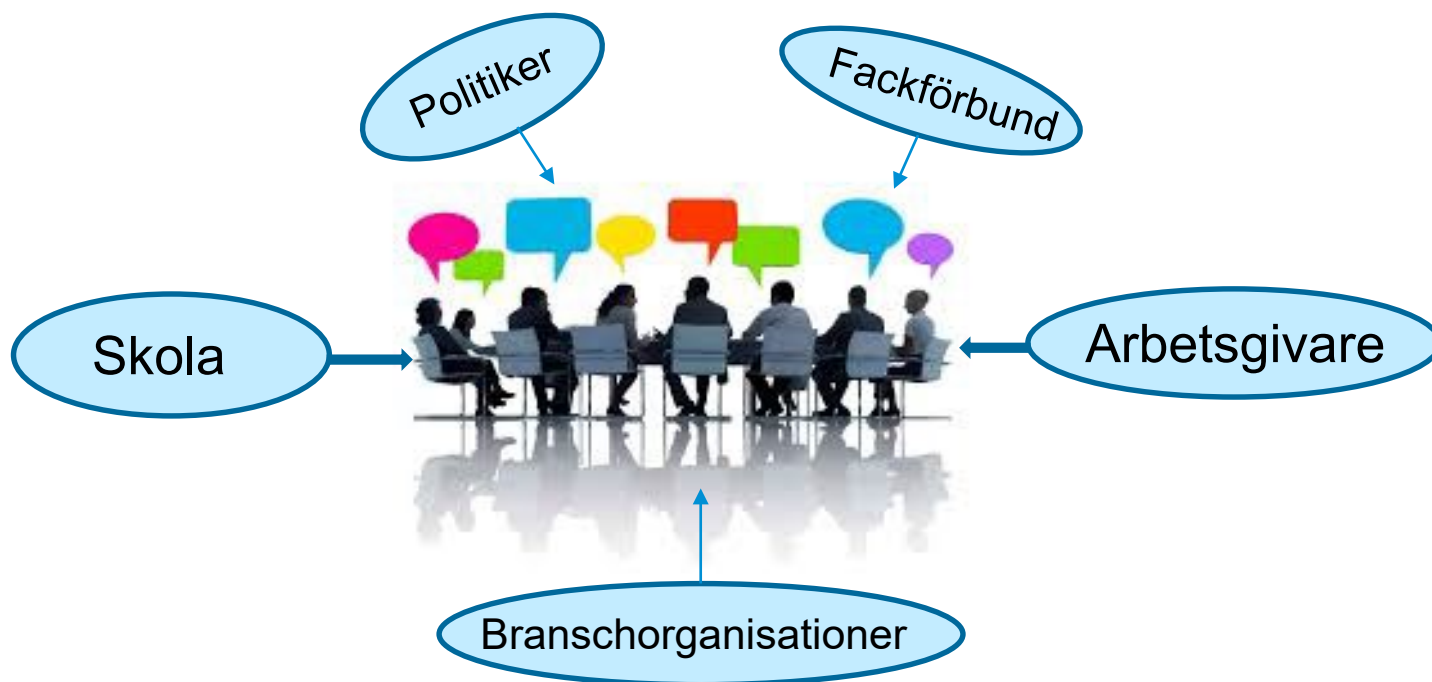 Politiker
Fackförbund
Skola
Arbetsgivare
Branschorganisationer